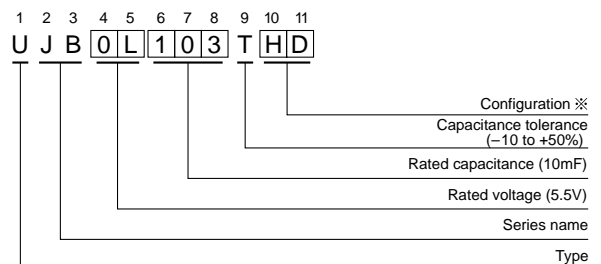 1 2 3 4 5 6 7 8 9 10 11
U J B 0 L 1 0 3 T H D
Configuration ※
Capacitance tolerance
(−10 to +50%)
Rated capacitance (10mF)
Rated voltage (5.5V)
Series name
Type